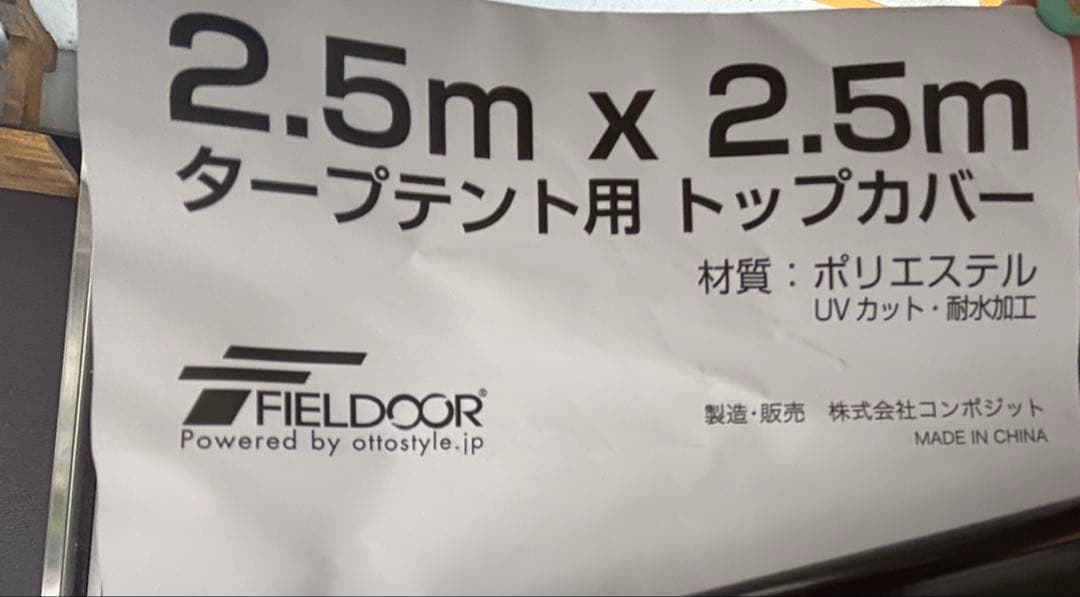 2.5m x 2.5m
タープテント用 トップカバー
材質：ポリエステル
UVカット・耐水加工
FIELDOOR®
Powered by ottostyle.jp
製造・販売 株式会社コンポジット
MADE IN CHINA